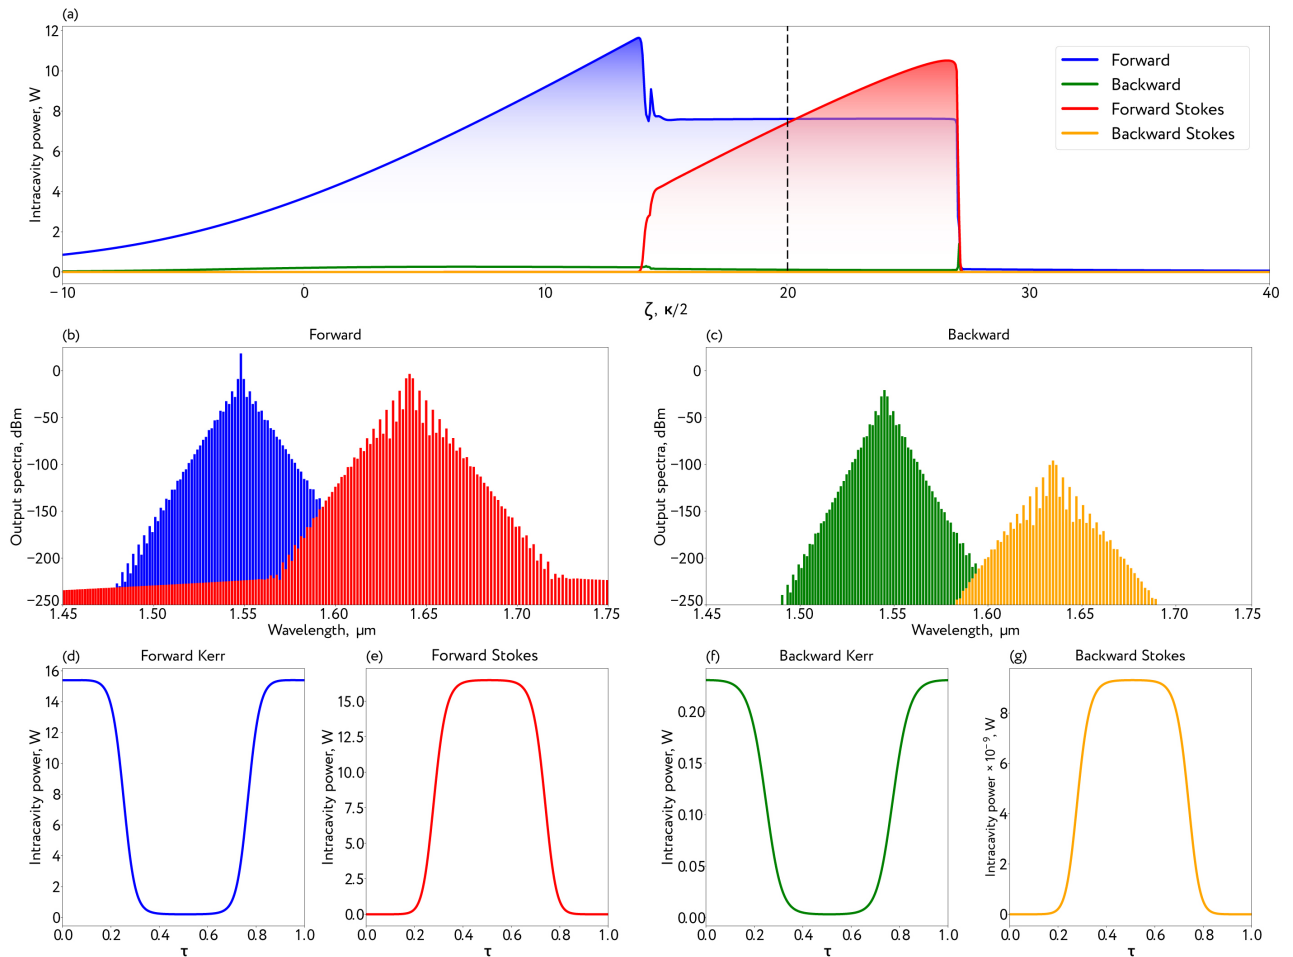 (a)
Intracavity power, W
12
10
8
6
4
2
0
−10
0
10
20
30
40
ζ, κ/2
Forward
Backward
Forward Stokes
Backward Stokes
(b)
Forward
Output spectra, dBm
0
−50
−100
−150
−200
−250
1.45
1.50
1.55
1.60
1.65
1.70
1.75
Wavelength, μm
(c)
Backward
Output spectra, dBm
0
−50
−100
−150
−200
−250
1.45
1.50
1.55
1.60
1.65
1.70
1.75
Wavelength, μm
(d)
Forward Kerr
Intracavity power, W
16
14
12
10
8
6
4
2
0
0.0
0.2
0.4
0.6
0.8
1.0
τ
(e)
Forward Stokes
Intracavity power, W
15.0
12.5
10.0
7.5
5.0
2.5
0.0
0.0
0.2
0.4
0.6
0.8
1.0
τ
(f)
Backward Kerr
Intracavity power, W
0.20
0.15
0.10
0.05
0.00
0.0
0.2
0.4
0.6
0.8
1.0
τ
(g)
Backward Stokes
Intracavity power × 10⁻⁹, W
8
6
4
2
0
0.0
0.2
0.4
0.6
0.8
1.0
τ